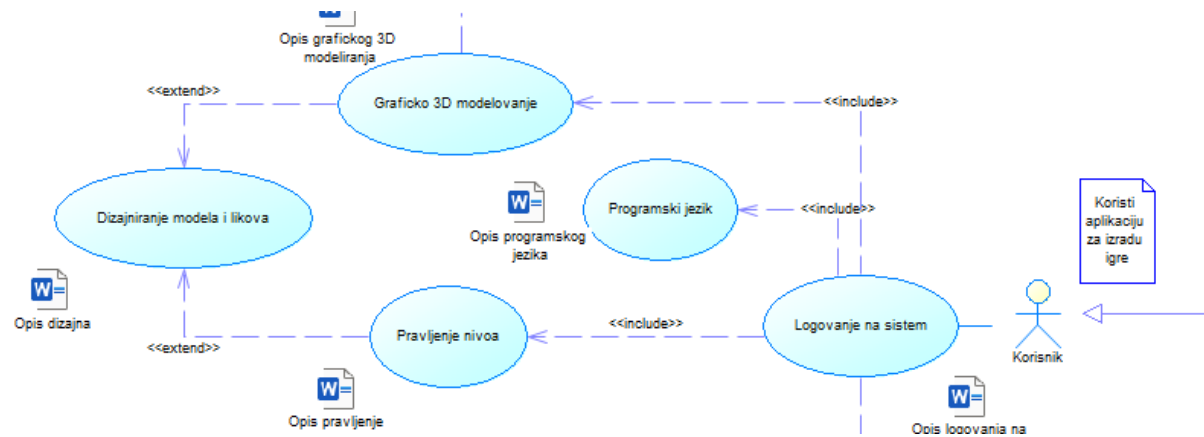 Opis grafickog 3D
modeliranja
<<extend>>
Graficko 3D modelovanje
<<include>>
Dizajniranje modela i likova
Programski jezik
<<include>>
Opis programskog
jezika
Koristi
aplikaciju
za izradu
igre
Opis dizajna
<<extend>>
Pravljenje nivoa
<<include>>
Logovanje na sistem
Korisnik
Opis pravljenje
Opis logovanja na